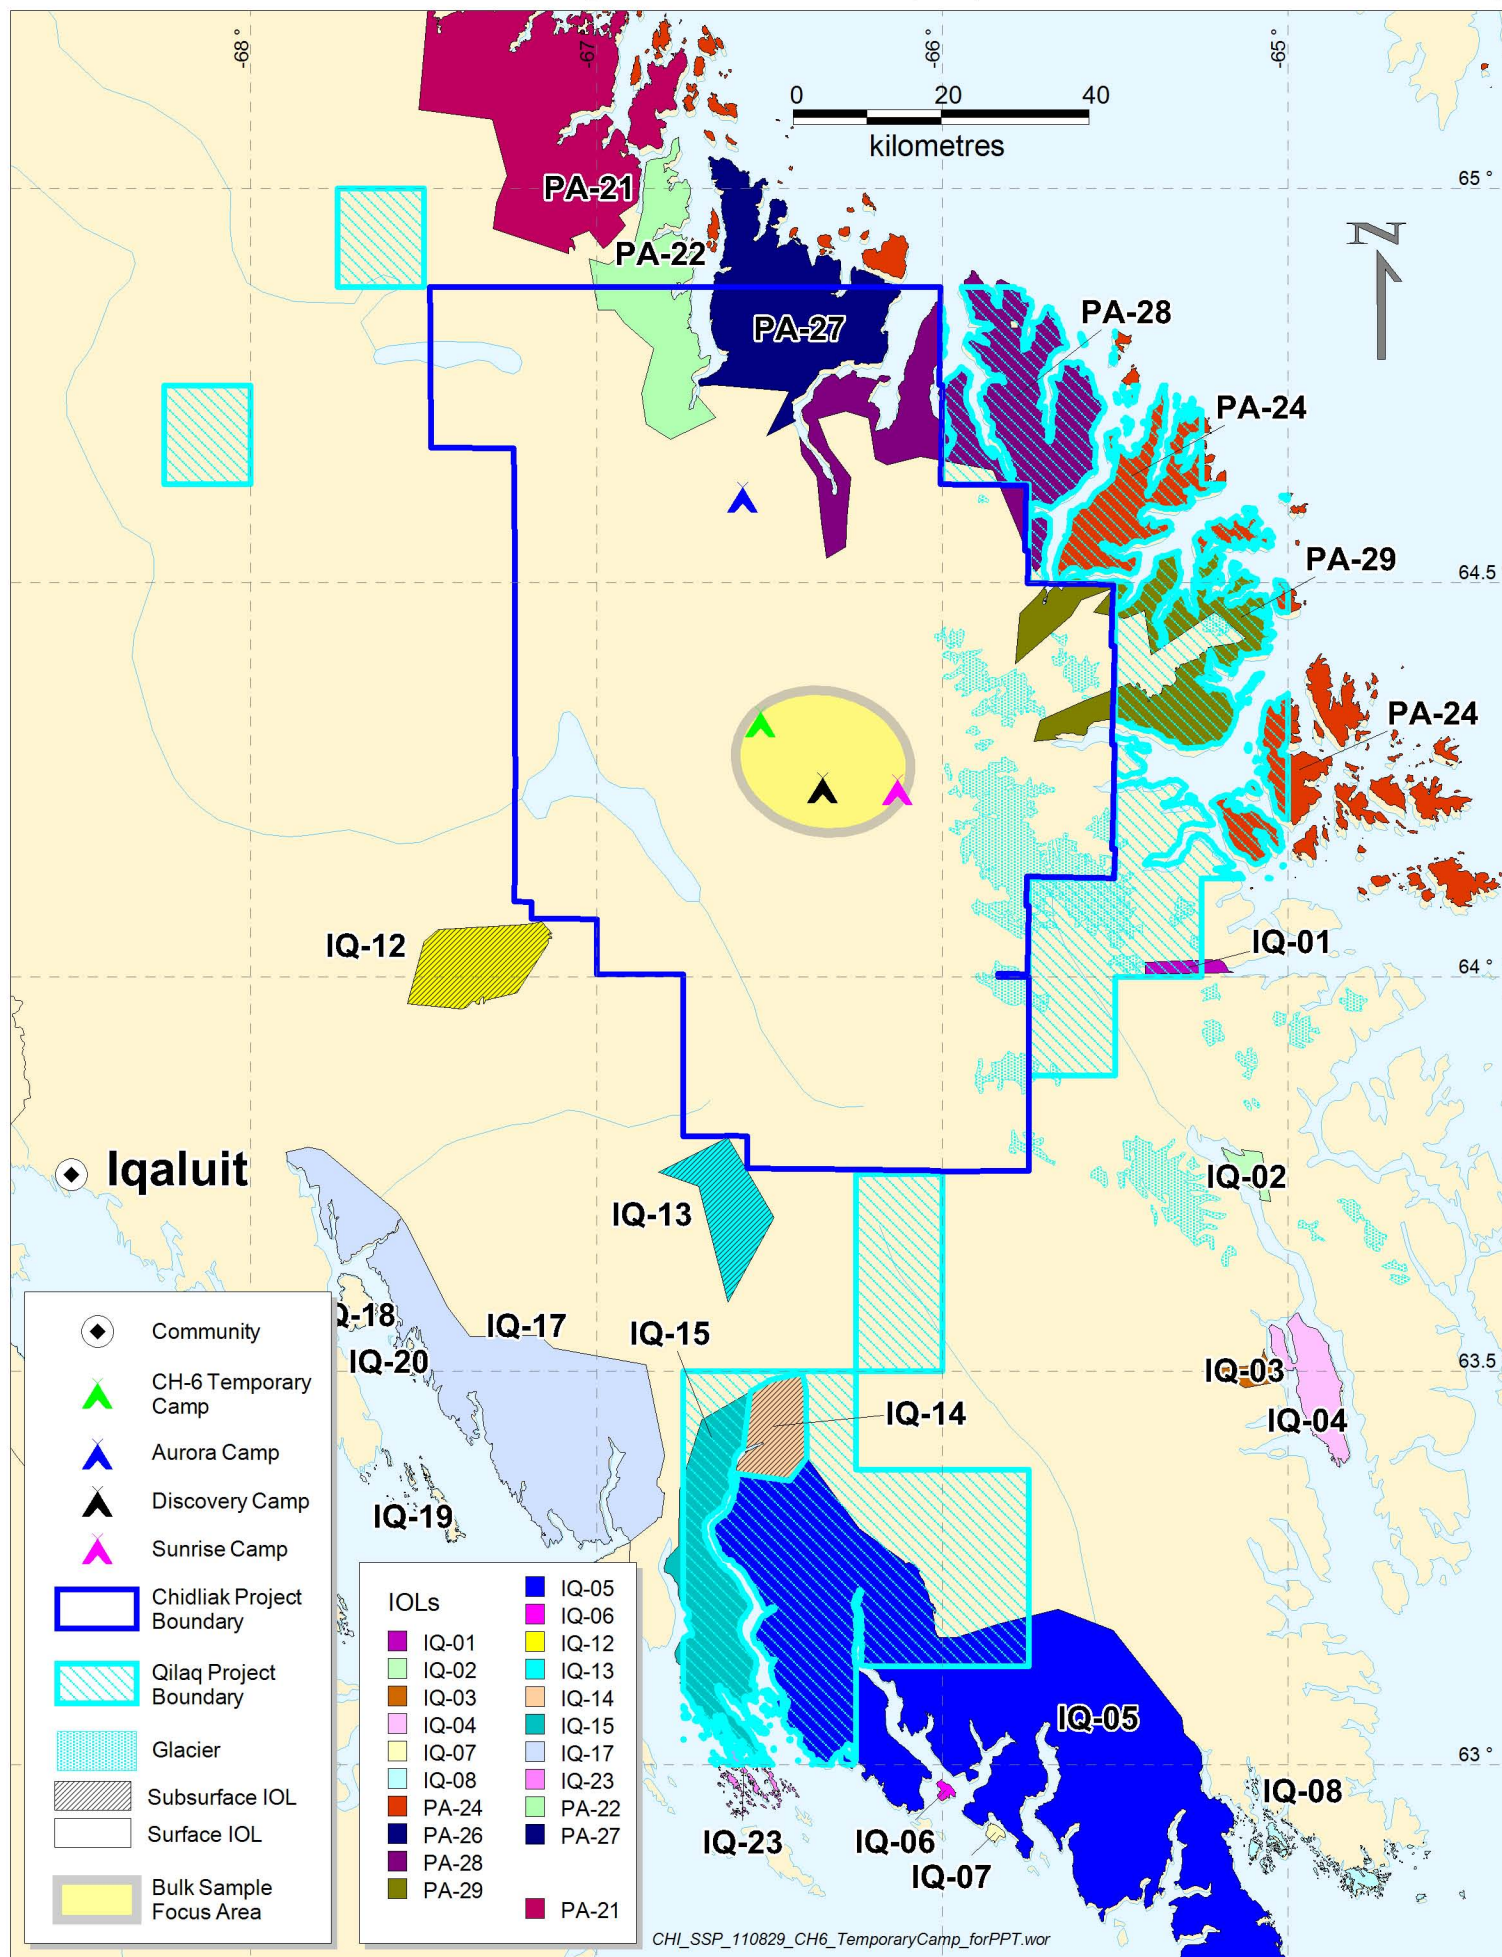 -68 °
-67 °
-66 °
-65 °
0 20 40
kilometres
N
65 °
64.5 °
64 °
63.5 °
63 °
PA-21
PA-22
PA-27
PA-28
PA-24
PA-29
PA-24
IQ-12
IQ-01
Iqaluit
IQ-02
IQ-13
Q-18
IQ-17
IQ-15
IQ-20
IQ-03
IQ-14
IQ-04
IQ-19
IQ-05
IQ-08
IQ-23
IQ-06
IQ-07
Community
CH-6 Temporary
Camp
Aurora Camp
Discovery Camp
Sunrise Camp
Chidliak Project
Boundary
Qilaq Project
Boundary
Glacier
Subsurface IOL
Surface IOL
Bulk Sample
Focus Area
IOLs
IQ-01
IQ-02
IQ-03
IQ-04
IQ-07
IQ-08
PA-24
PA-26
PA-28
PA-29
IQ-05
IQ-06
IQ-12
IQ-13
IQ-14
IQ-15
IQ-17
IQ-23
PA-22
PA-27
PA-21
CHI_SSP_110829_CH6_TemporaryCamp_forPPT.wor